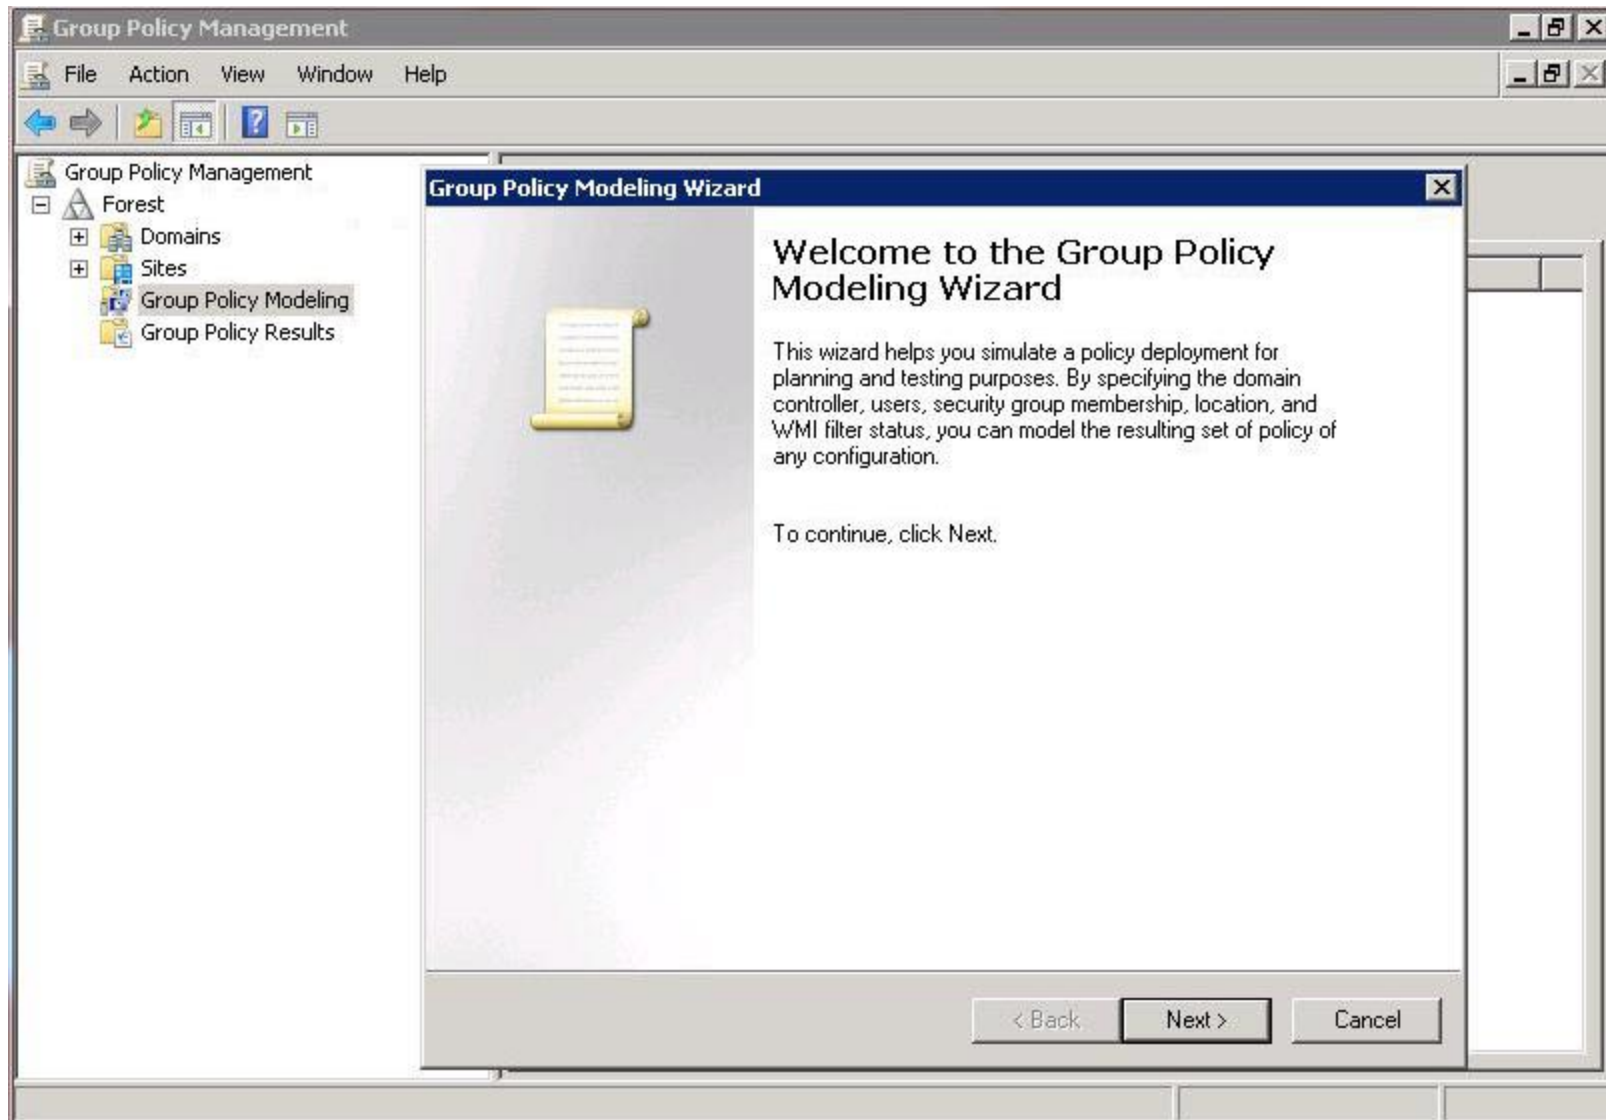 Group Policy Management
File Action View Window Help
Group Policy Management
Forest
Domains
Sites
Group Policy Modeling
Group Policy Results
Group Policy Modeling Wizard
Welcome to the Group Policy
Modeling Wizard
This wizard helps you simulate a policy deployment for
planning and testing purposes. By specifying the domain
controller, users, security group membership, location, and
WMI filter status, you can model the resulting set of policy of
any configuration.
To continue, click Next.
< Back Next > Cancel